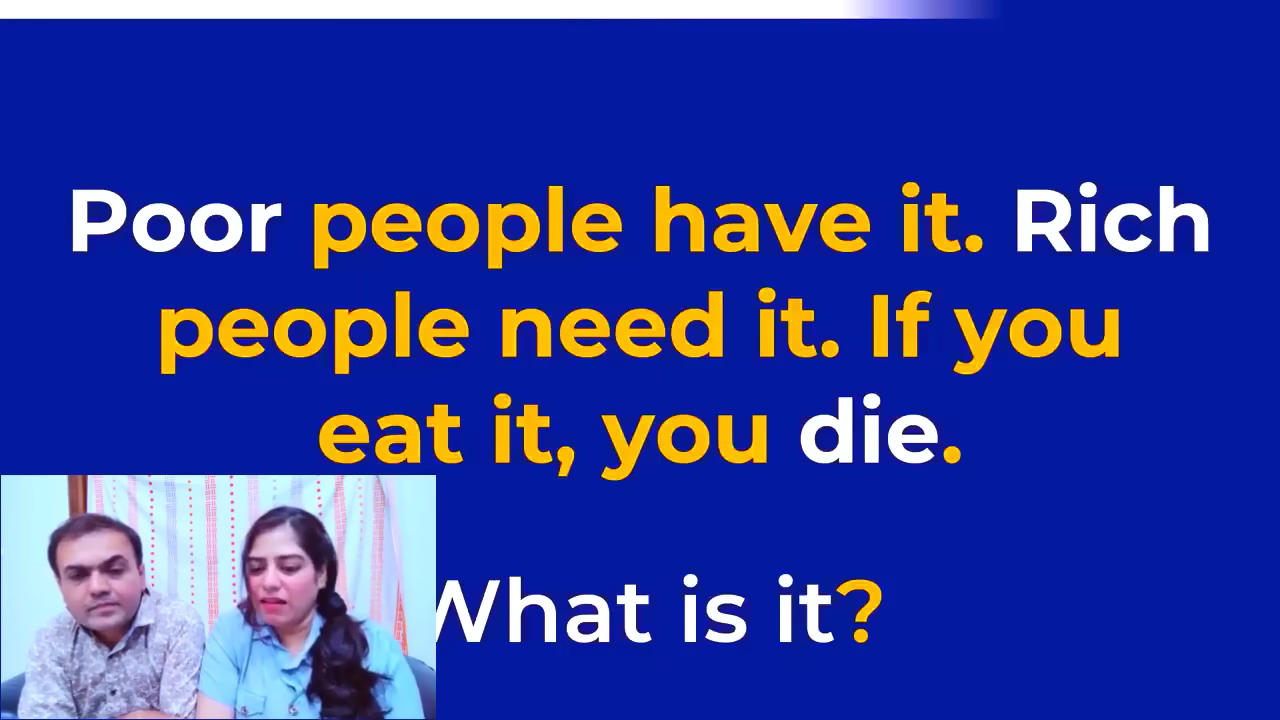 Poor people have it. Rich
people need it. If you
eat it, you die.
What is it?